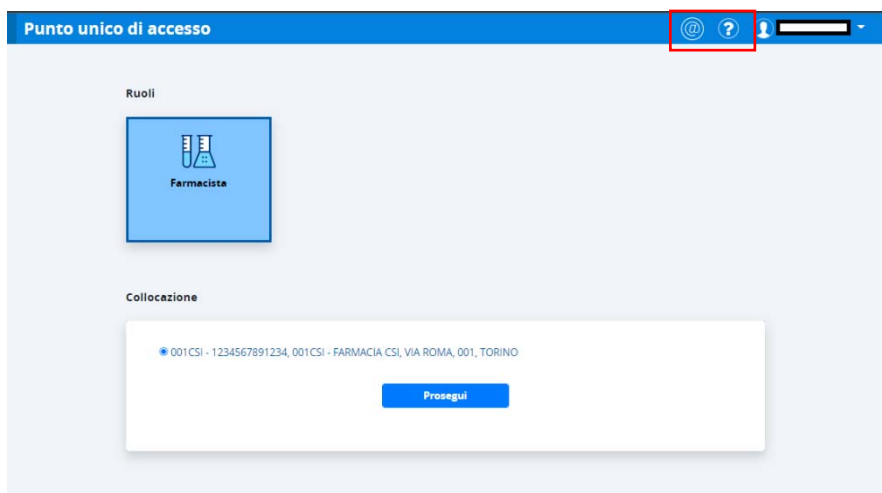 Punto unico di accesso @ ?
Ruoli
Farmacista
Collocazione
001CSI - 1234567891234, 001CSI - FARMACIA CSI, VIA ROMA, 001, TORINO
Prosegui